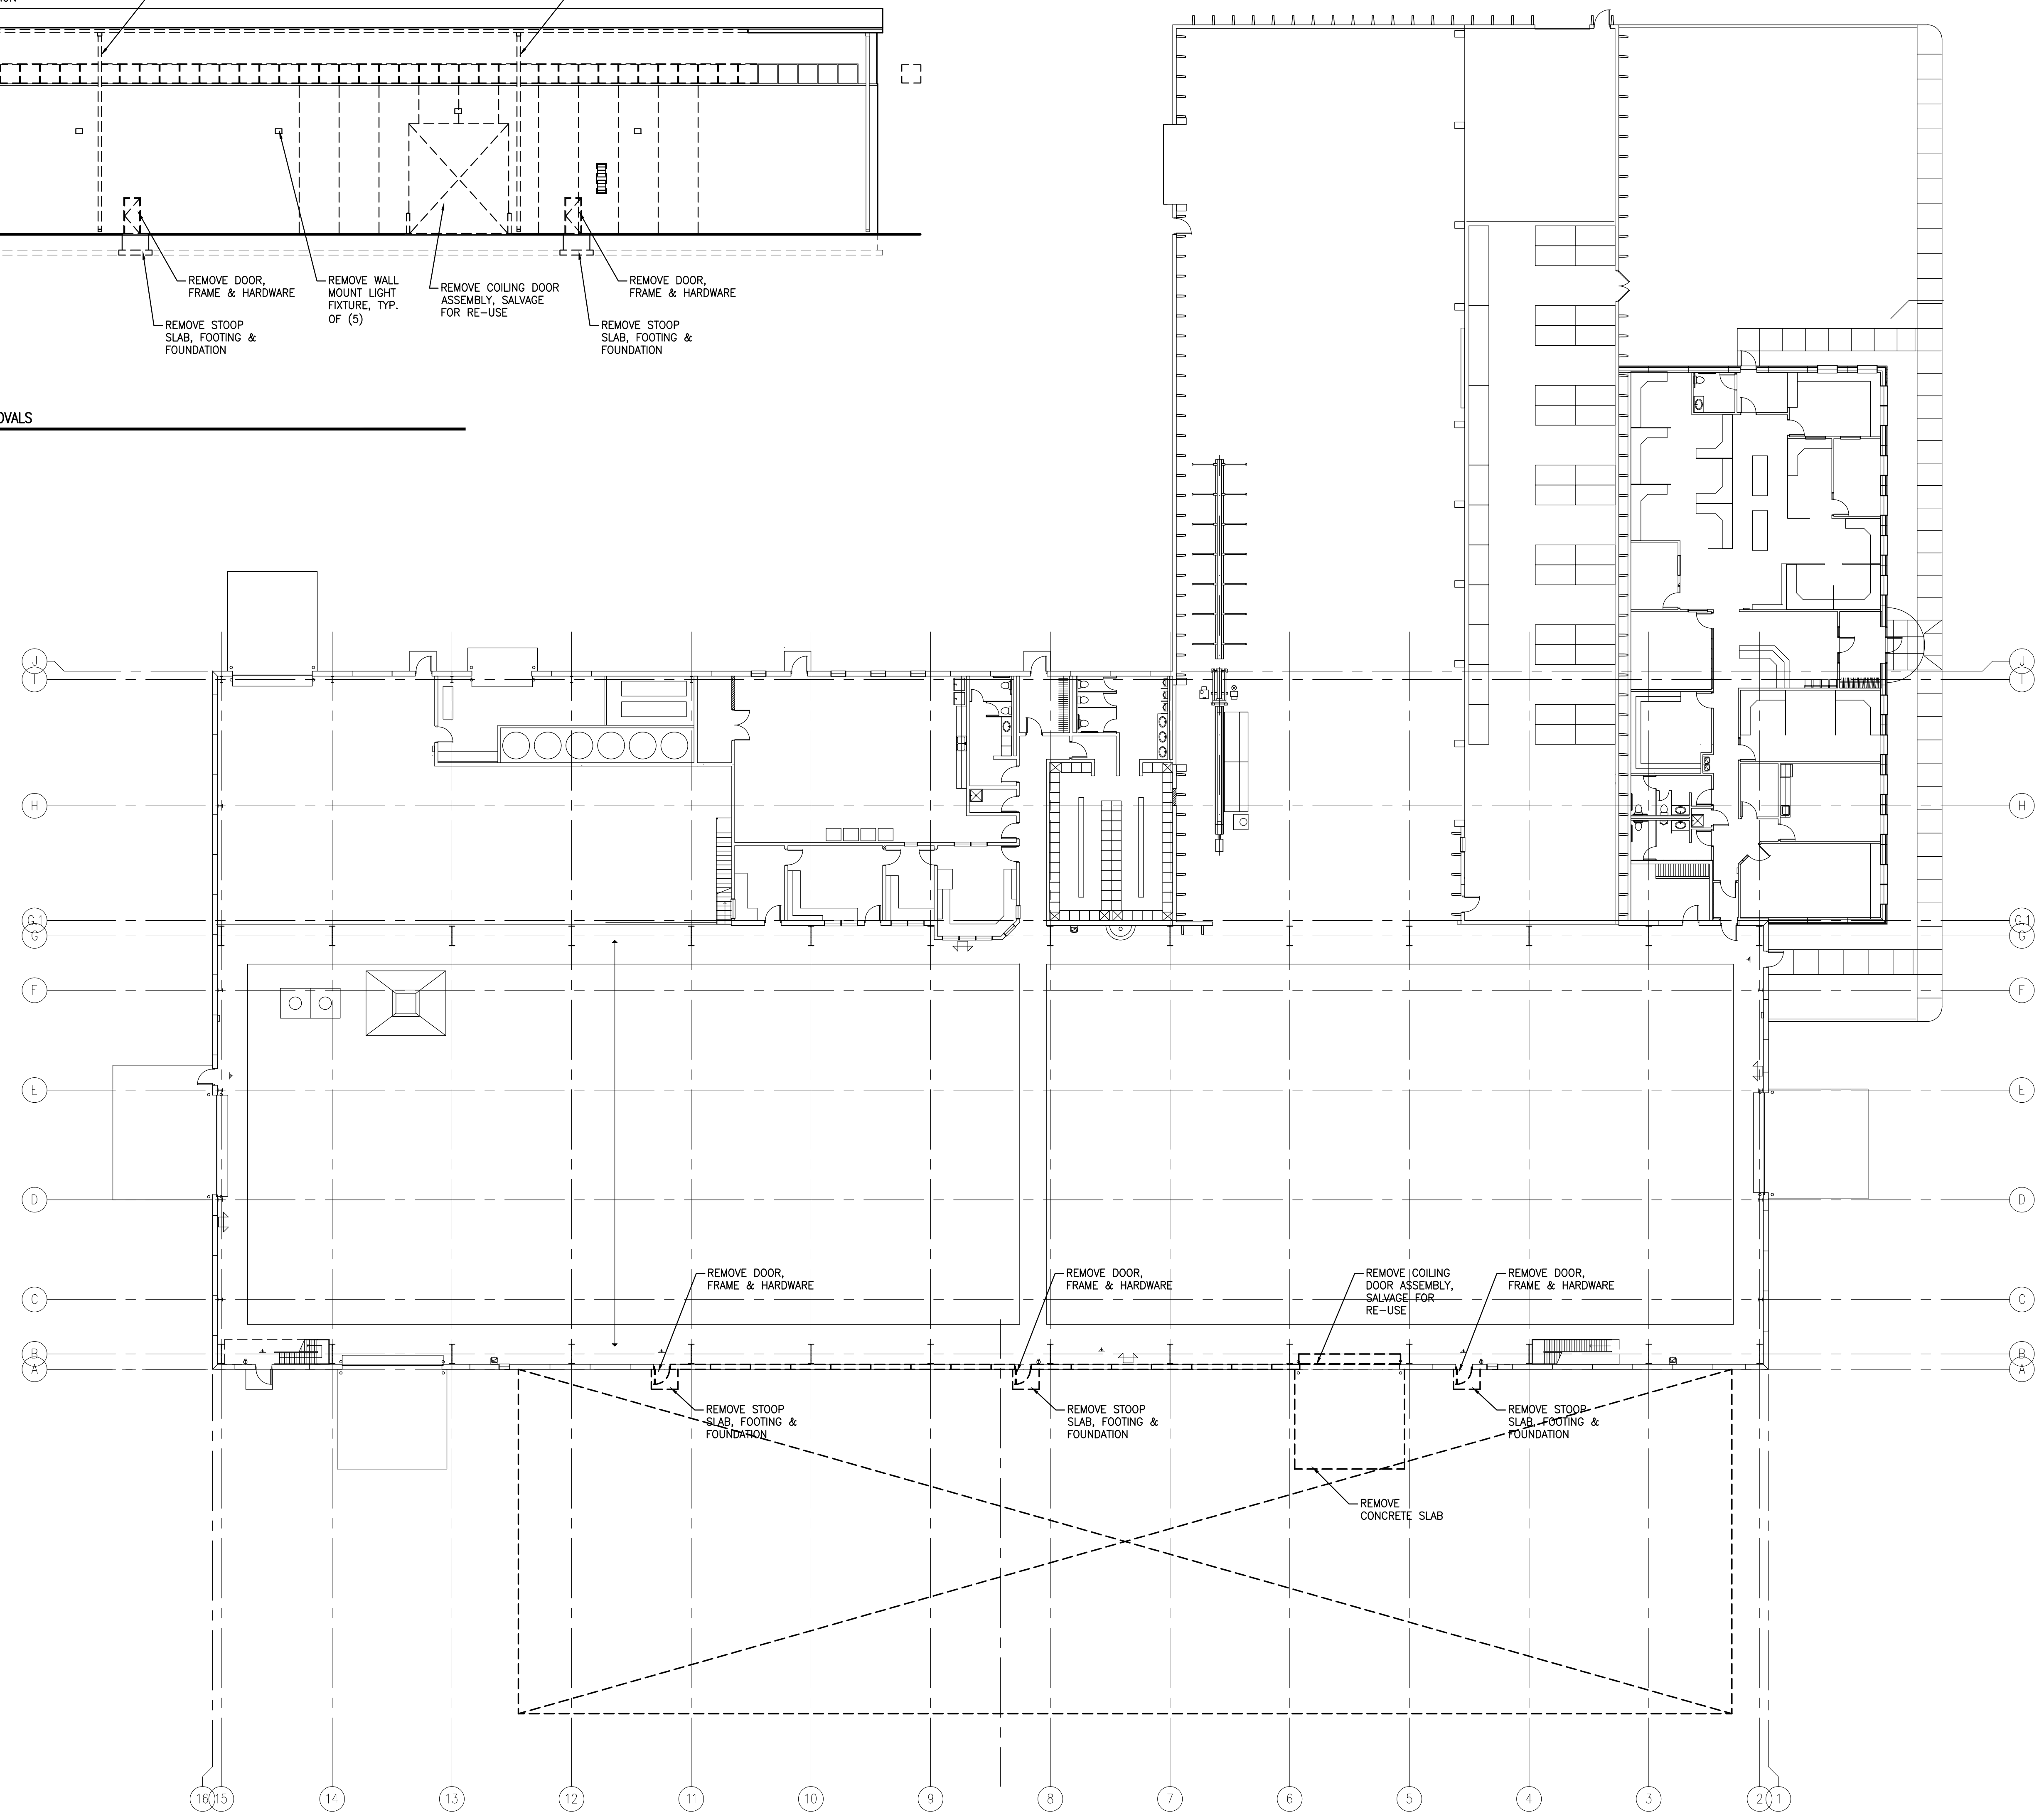 REMOVE DOOR,
FRAME & HARDWARE
REMOVE WALL
MOUNT LIGHT
FIXTURE, TYP.
OF (5)
REMOVE COILING DOOR
ASSEMBLY, SALVAGE
FOR RE-USE
REMOVE DOOR,
FRAME & HARDWARE
REMOVE STOOP
SLAB, FOOTING &
FOUNDATION
REMOVE STOOP
SLAB, FOOTING &
FOUNDATION
OVALS
J
J
I
I
H
H
G.1
G.1
G
G
F
F
E
E
D
D
REMOVE DOOR,
FRAME & HARDWARE
REMOVE DOOR,
FRAME & HARDWARE
REMOVE COILING
DOOR ASSEMBLY,
SALVAGE FOR
RE-USE
REMOVE DOOR,
FRAME & HARDWARE
C
C
B
B
A
A
REMOVE STOOP
SLAB, FOOTING &
FOUNDATION
REMOVE STOOP
SLAB, FOOTING &
FOUNDATION
REMOVE STOOP
SLAB, FOOTING &
FOUNDATION
REMOVE
CONCRETE SLAB
16 15 14 13 12 11 10 9 8 7 6 5 4 3 2 1